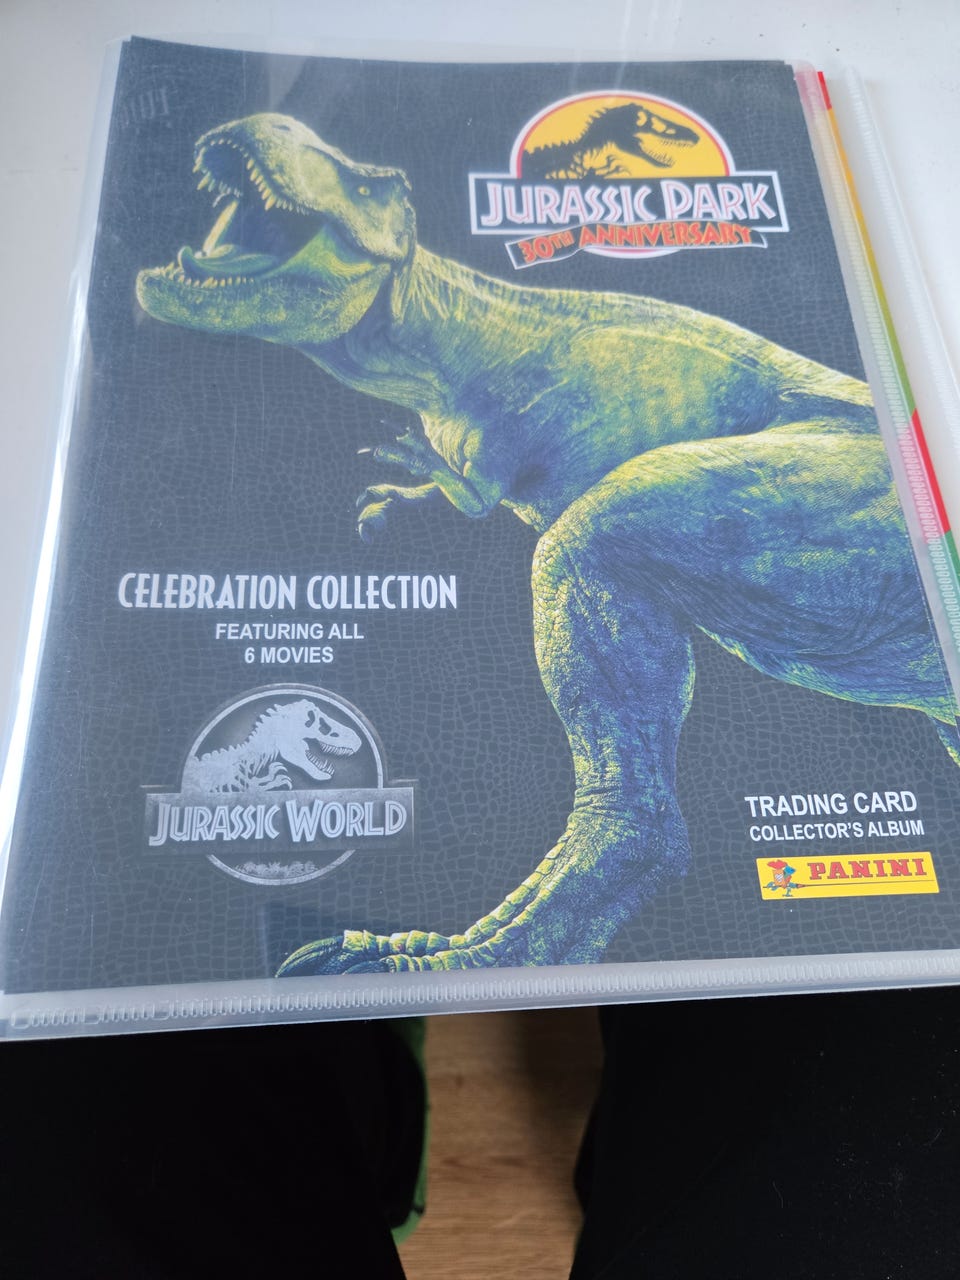 JURASSIC PARK
30TH ANNIVERSARY
CELEBRATION COLLECTION
FEATURING ALL
6 MOVIES
JURASSIC WORLD
TRADING CARD
COLLECTOR'S ALBUM
PANINI